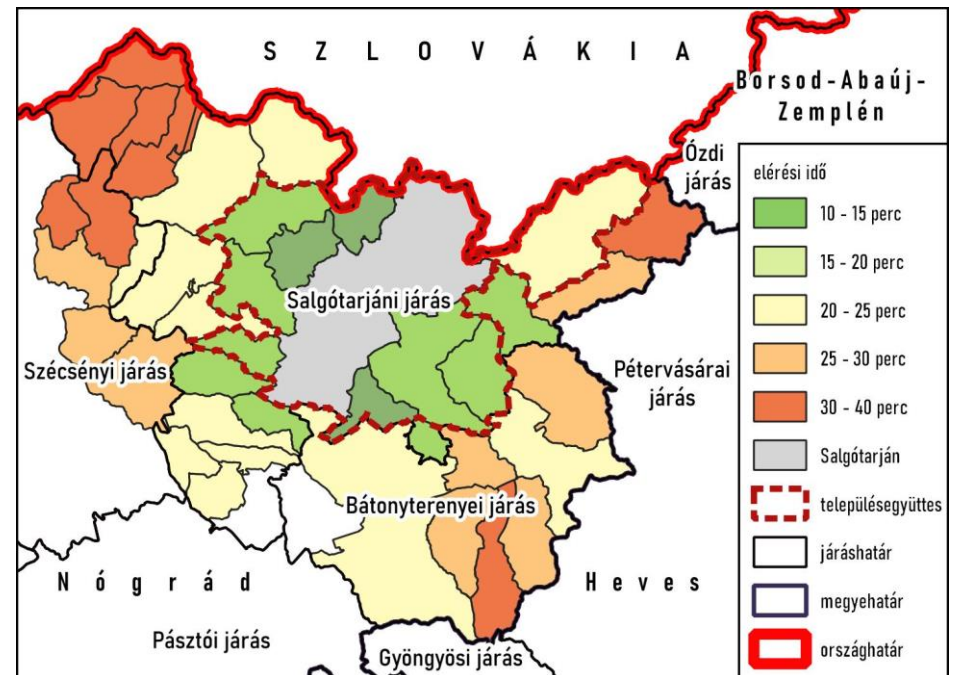 S Z L O V Á K I A
Borsod-Abaúj-
Zemplén
Ózdi
járás
Salgótarjáni járás
Szécsényi járás
Pétervásárai
járás
Bátonyterenyei járás
Nógrád
Heves
Pásztói járás
Gyöngyösi járás
elérési idő
10 - 15 perc
15 - 20 perc
20 - 25 perc
25 - 30 perc
30 - 40 perc
Salgótarján
településegyüttes
járáshatár
megyehatár
országhatár